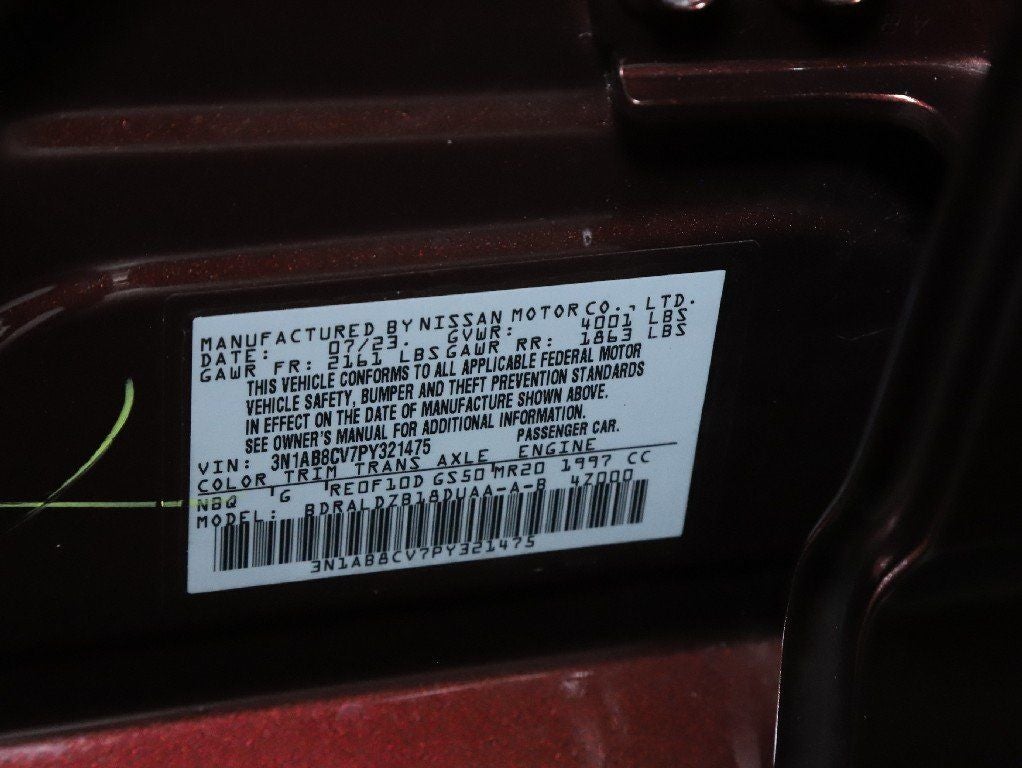 MANUFACTURED BY NISSAN MOTOR CO., LTD.
DATE: 07/23. GVWR: 4001 LBS
GAWR FR: 2161 LBS GAWR RR: 1863 LBS
THIS VEHICLE CONFORMS TO ALL APPLICABLE FEDERAL MOTOR
VEHICLE SAFETY, BUMPER AND THEFT PREVENTION STANDARDS
IN EFFECT ON THE DATE OF MANUFACTURE SHOWN ABOVE.
SEE OWNER'S MANUAL FOR ADDITIONAL INFORMATION.
VIN: 3N1AB8CV7PY321475 PASSENGER CAR.
COLOR TRIM TRANS AXLE ENGINE
NBQ G RE0F10D GS50 MR20 1997 CC
MODEL: BDRALDZB18DUAA-A-B 47000
3N1AB8CV7PY321475